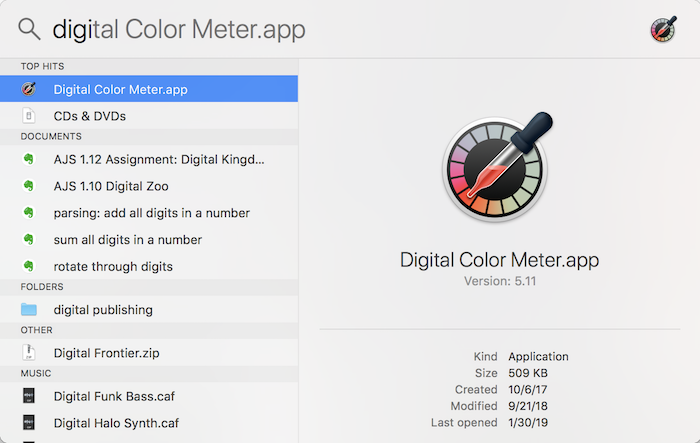 digital Color Meter.app
TOP HITS
Digital Color Meter.app
CDs & DVDs
DOCUMENTS
AJS 1.12 Assignment: Digital Kingd...
AJS 1.10 Digital Zoo
parsing: add all digits in a number
sum all digits in a number
rotate through digits
FOLDERS
digital publishing
OTHER
Digital Frontier.zip
MUSIC
Digital Funk Bass.caf
Digital Halo Synth.caf
Digital Color Meter.app
Version: 5.11
Kind Application
Size 509 KB
Created 10/6/17
Modified 9/21/18
Last opened 1/30/19